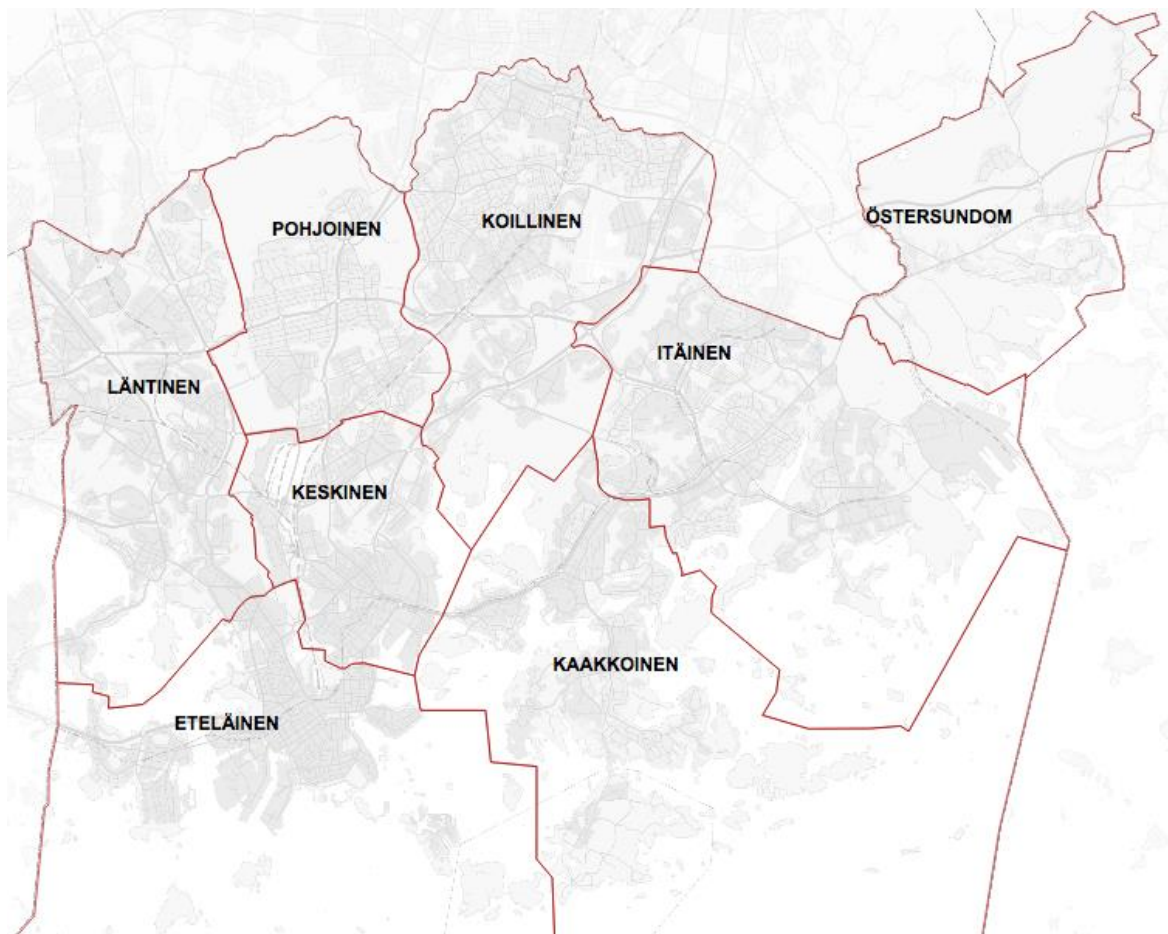 ÖSTERSUNDOM
POHJOINEN
KOILLINEN
ITÄINEN
LÄNTINEN
KESKINEN
KAAKKOINEN
ETELÄINEN